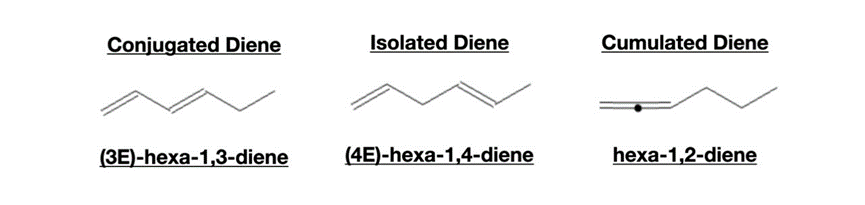 Conjugated Diene
Isolated Diene
Cumulated Diene
(3E)-hexa-1,3-diene
(4E)-hexa-1,4-diene
hexa-1,2-diene